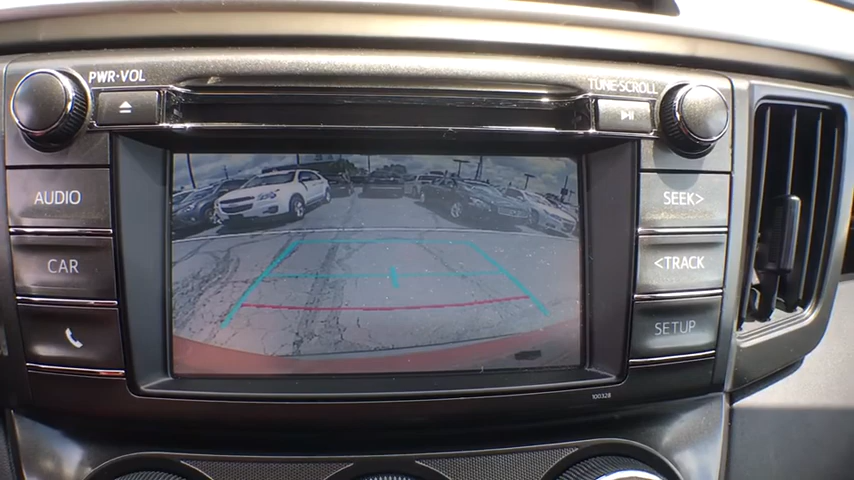 PWR·VOL
TUNE·SCROLL
AUDIO
SEEK>
CAR
<TRACK
SETUP
100328